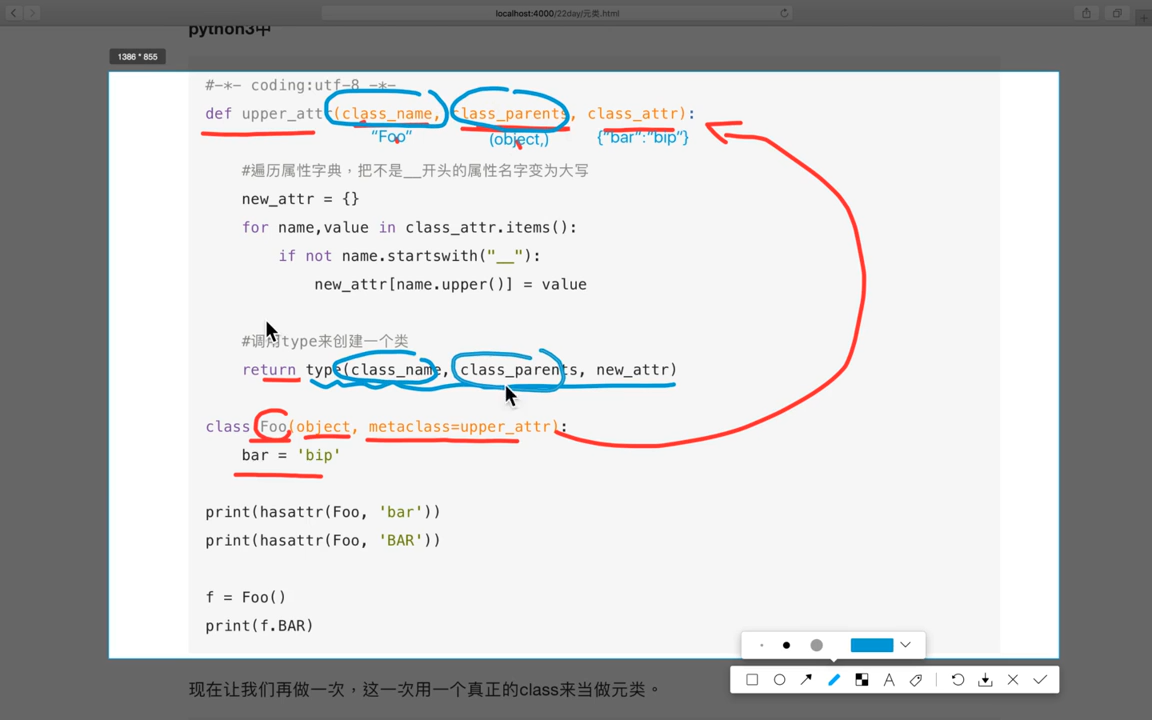 localhost:4000/22day/元类.html
python3中
1386 * 855
#-*- coding:utf-8 -*-
def upper_attr(class_name, class_parents, class_attr):
"Foo" (object,) {"bar":"bip"}
#遍历属性字典，把不是__开头的属性名字变为大写
new_attr = {}
for name,value in class_attr.items():
if not name.startswith("__"):
new_attr[name.upper()] = value
#调用type来创建一个类
return type(class_name, class_parents, new_attr)
class Foo(object, metaclass=upper_attr):
bar = 'bip'
print(hasattr(Foo, 'bar'))
print(hasattr(Foo, 'BAR'))
f = Foo()
print(f.BAR)
A
现在让我们再做一次，这一次用一个真正的class来当做元类。